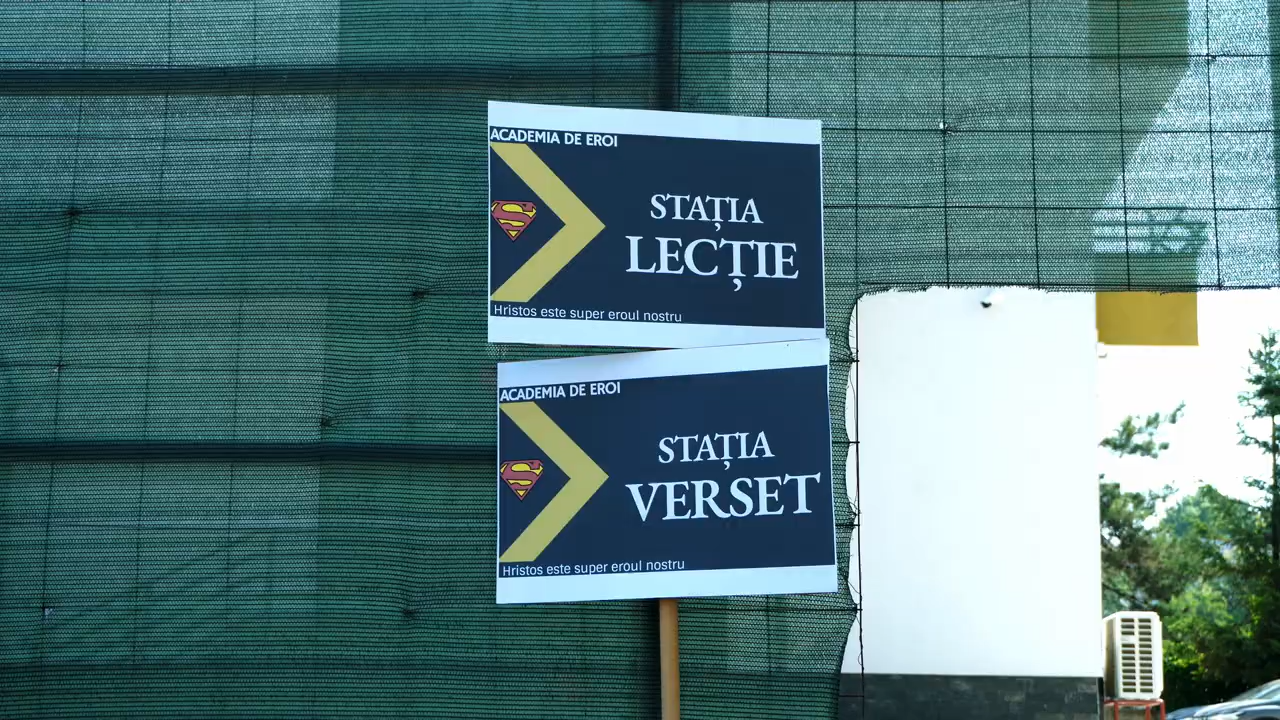 ACADEMIA DE EROI
STAȚIA
LECȚIE
Hristos este super eroul nostru
ACADEMIA DE EROI
STAȚIA
VERSET
Hristos este super eroul nostru